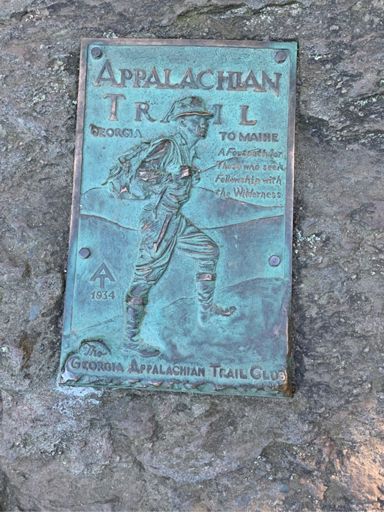 APPALACHIAN
TRAIL
GEORGIA TO MAINE
A Footpath for
Those who seek
Fellowship with
the Wilderness
AT
1934
The
GEORGIA APPALACHIAN TRAIL CLUB